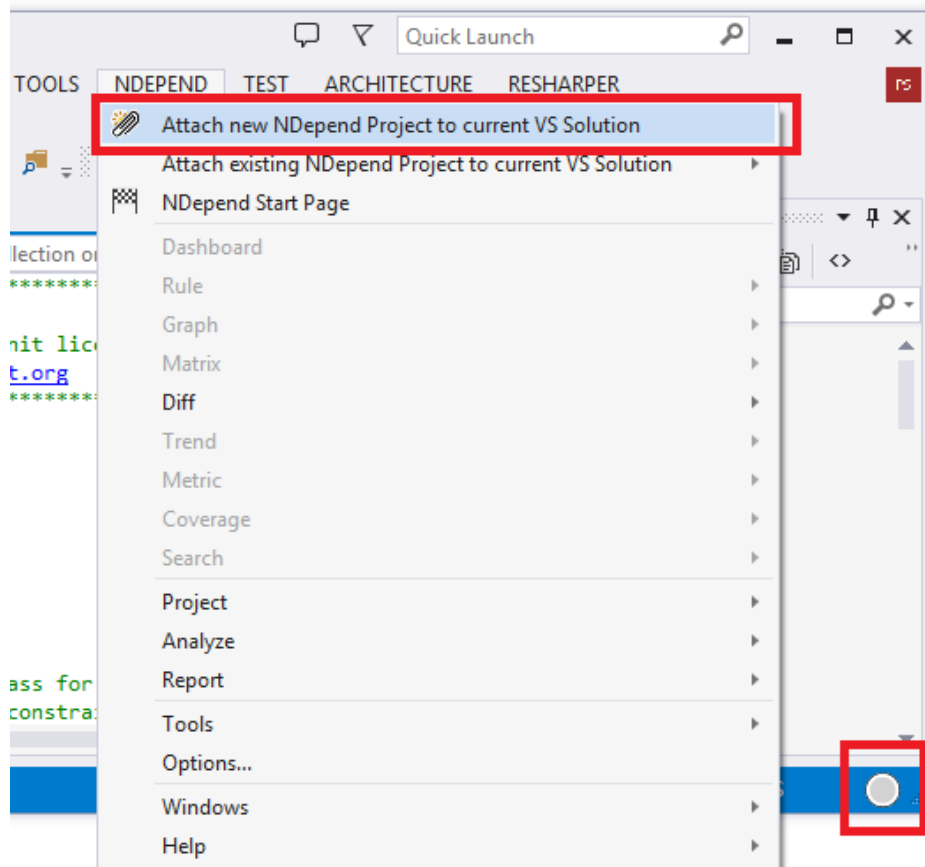 Quick Launch
TOOLS NDEPEND TEST ARCHITECTURE RESHARPER
Attach new NDepend Project to current VS Solution
Attach existing NDepend Project to current VS Solution
NDepend Start Page
llection or
Dashboard
*********
Rule
Graph
nit lice
Matrix
t.org
*********
Diff
Trend
Metric
Coverage
Search
Project
Analyze
ass for
Report
constra
Tools
Options...
Windows
Help